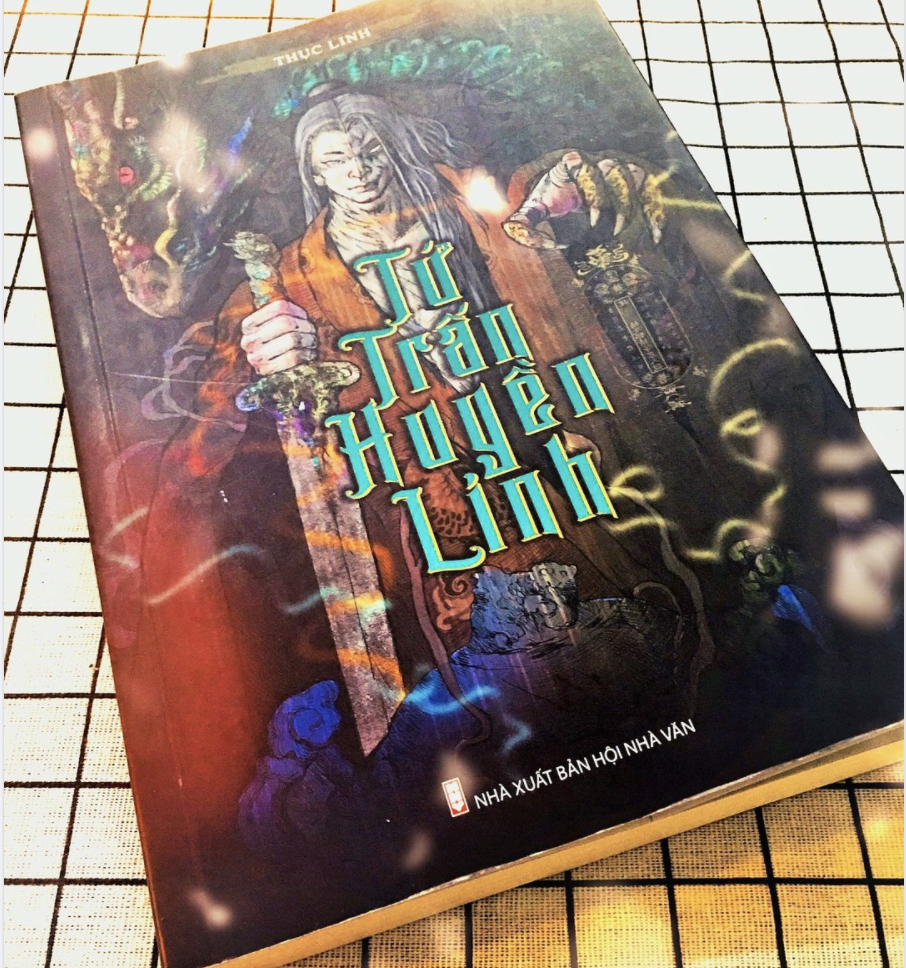 THỤC LINH
Tứ
Trấn
Huyền
Linh
NHÀ XUẤT BẢN HỘI NHÀ VĂN